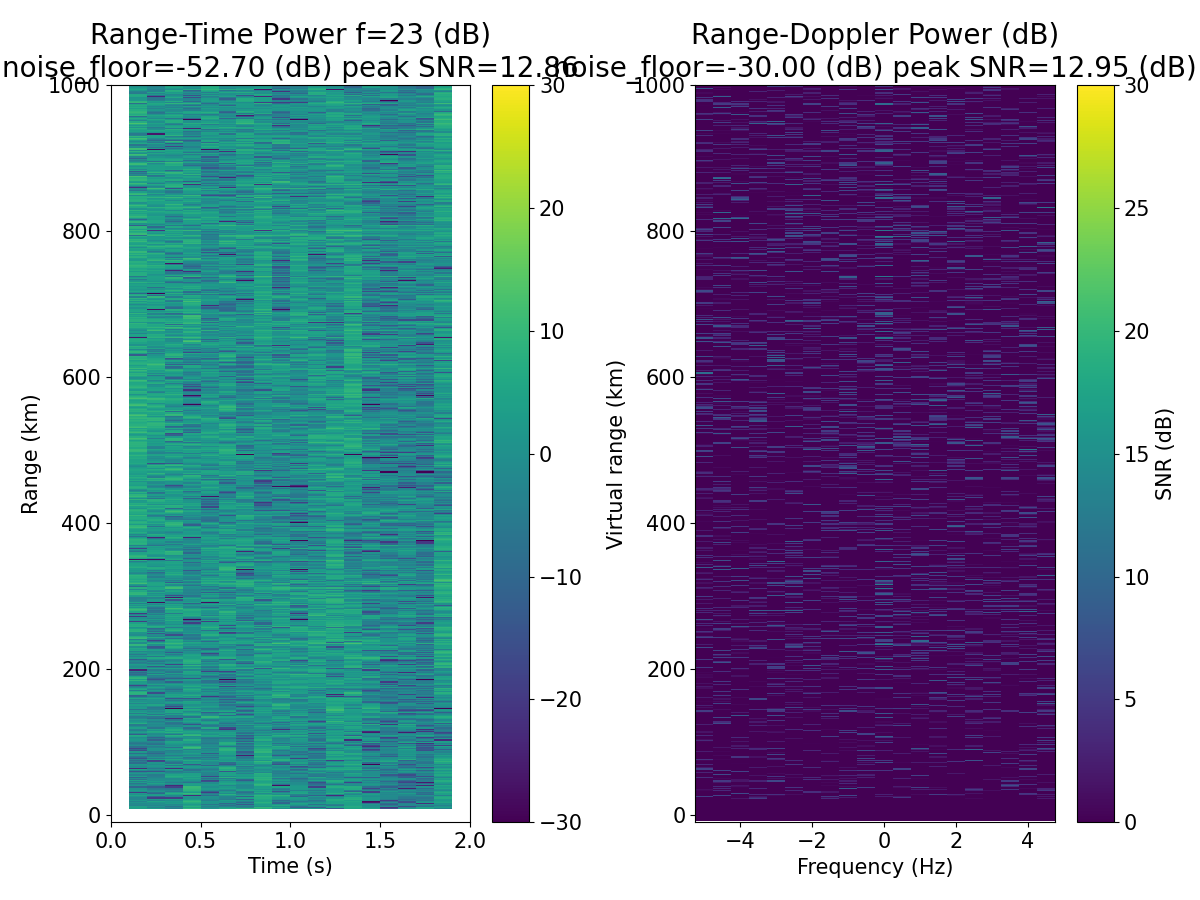 Range-Time Power f=23 (dB)
noise_floor=-52.70 (dB) peak SNR=12.86
1000
800
600
400
200
0
Range (km)
0.0 0.5 1.0 1.5 2.0
Time (s)
30
20
10
0
−10
−20
−30
Range-Doppler Power (dB)
noise_floor=-30.00 (dB) peak SNR=12.95 (dB)
1000
800
600
400
200
0
Virtual range (km)
−4 −2 0 2 4
Frequency (Hz)
30
25
20
15
10
5
0
SNR (dB)